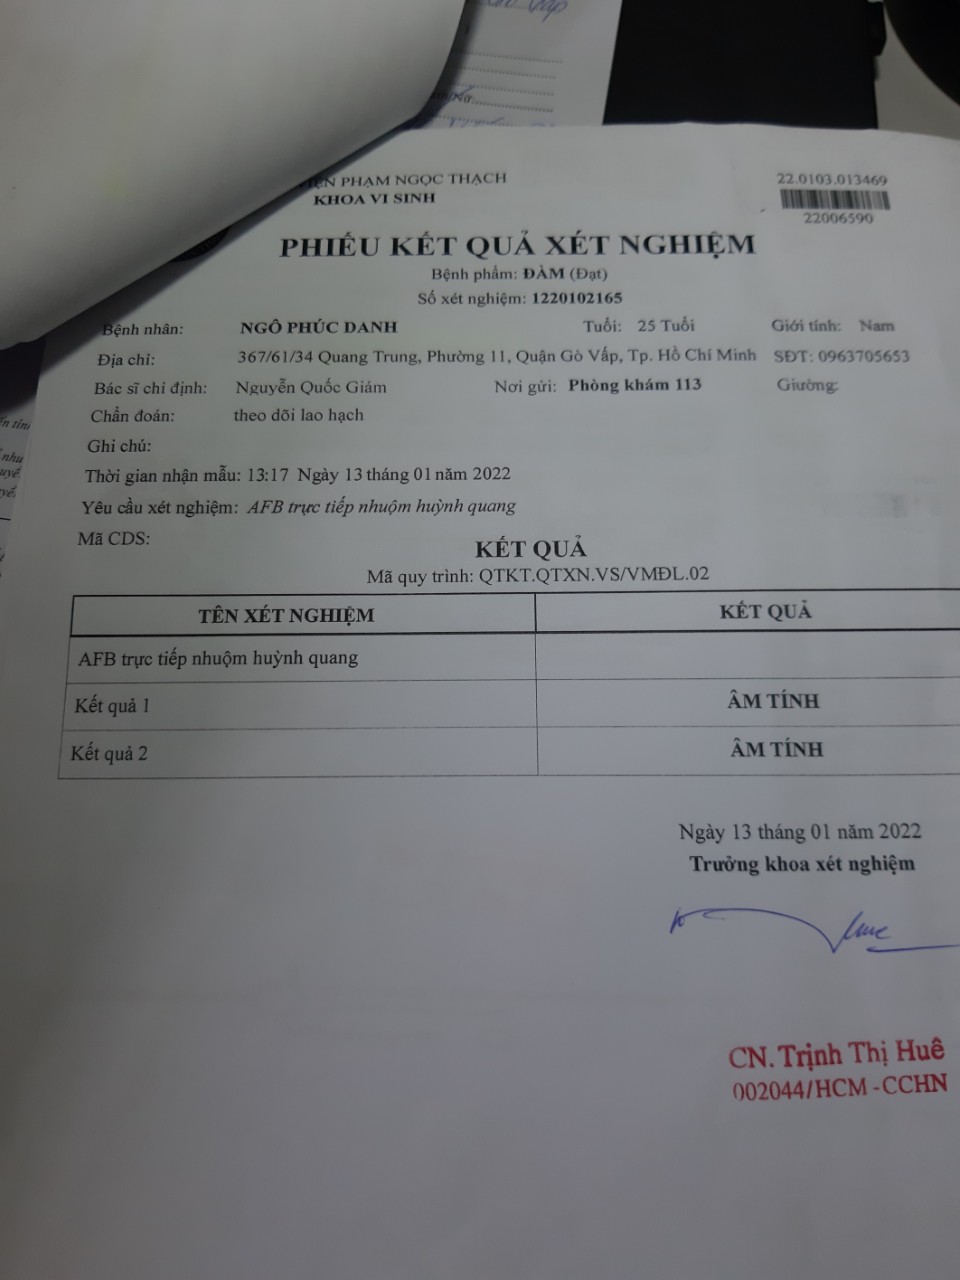 PHẠM NGỌC THẠCH
KHOA VI SINH
22.0103.013469
22006590
PHIẾU KẾT QUẢ XÉT NGHIỆM
Bệnh phẩm: ĐÀM (Đạt)
Số xét nghiệm: 1220102165
Bệnh nhân: NGÔ PHÚC DANH Tuổi: 25 Tuổi Giới tính: Nam
Địa chỉ: 367/61/34 Quang Trung, Phường 11, Quận Gò Vấp, Tp. Hồ Chí Minh SĐT: 0963705653
Bác sĩ chỉ định: Nguyễn Quốc Giám Nơi gửi: Phòng khám 113 Giường:
Chẩn đoán: theo dõi lao hạch
Ghi chú:
Thời gian nhận mẫu: 13:17 Ngày 13 tháng 01 năm 2022
Yêu cầu xét nghiệm: AFB trực tiếp nhuộm huỳnh quang
Mã CDS:
KẾT QUẢ
Mã quy trình: QTKT.QTXN.VS/VMĐL.02
TÊN XÉT NGHIỆM KẾT QUẢ
AFB trực tiếp nhuộm huỳnh quang
Kết quả 1 ÂM TÍNH
Kết quả 2 ÂM TÍNH
Ngày 13 tháng 01 năm 2022
Trưởng khoa xét nghiệm
CN. Trịnh Thị Huê
002044/HCM -CCHN